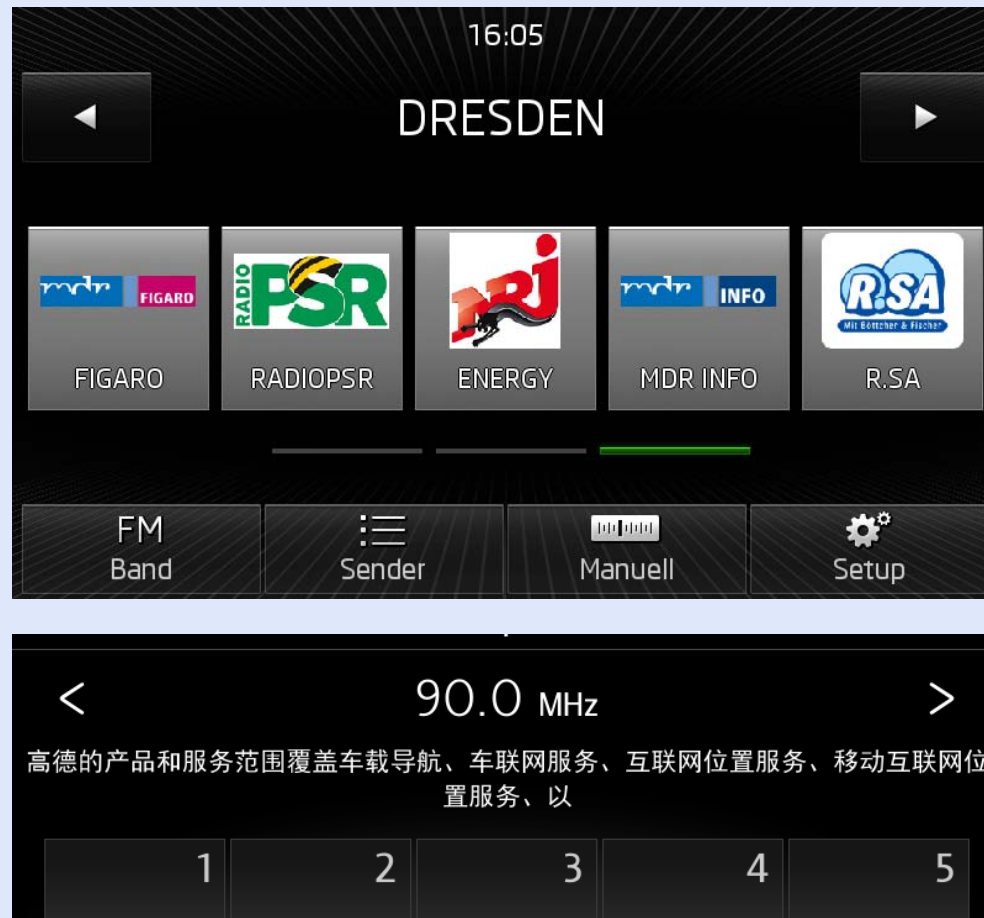 16:05
DRESDEN
mdr FIGARO
RADIO PSR
NRJ
mdr INFO
R.SA
Mit Böttcher & Fischer
FIGARO
RADIOPSR
ENERGY
MDR INFO
R.SA
FM
Band
Sender
Manuell
Setup
90.0 MHz
高德的产品和服务范围覆盖车载导航、车联网服务、互联网位置服务、移动互联网位
置服务、以
1
2
3
4
5